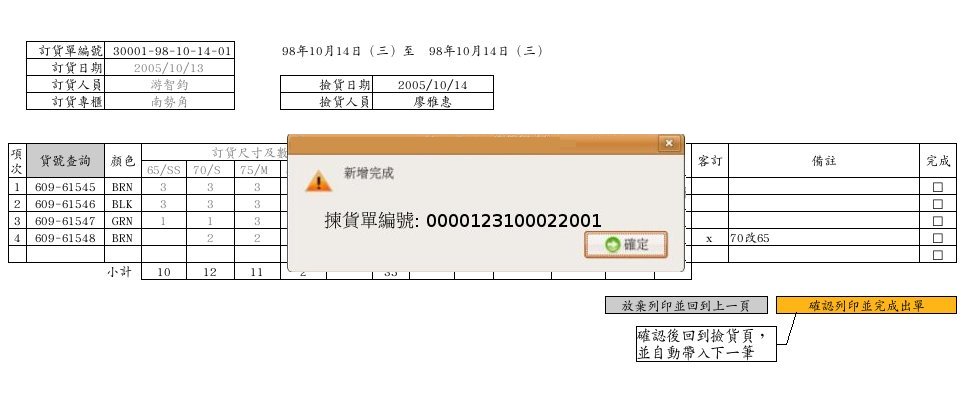 訂貨單編號 30001-98-10-14-01 98年10月14日（三）至 98年10月14日（三）
訂貨日期 2005/10/13
訂貨人員 游智鈞 撿貨日期 2005/10/14
訂貨專櫃 南勢角 撿貨人員 廖雅惠
項次 貨號查詢 顏色 訂貨尺寸及數 客訂 備註 完成
65/SS 70/S 75/M
1 609-61545 BRN 3 3 3 □
2 609-61546 BLK 3 3 3 □
3 609-61547 GRN 1 1 3 □
4 609-61548 BRN 2 2 x 70改65 □
□
小計 10 12 11
新增完成
揀貨單編號: 0000123100022001
確定
放棄列印並回到上一頁 確認列印並完成出單
確認後回到撿貨頁，
並自動帶入下一筆